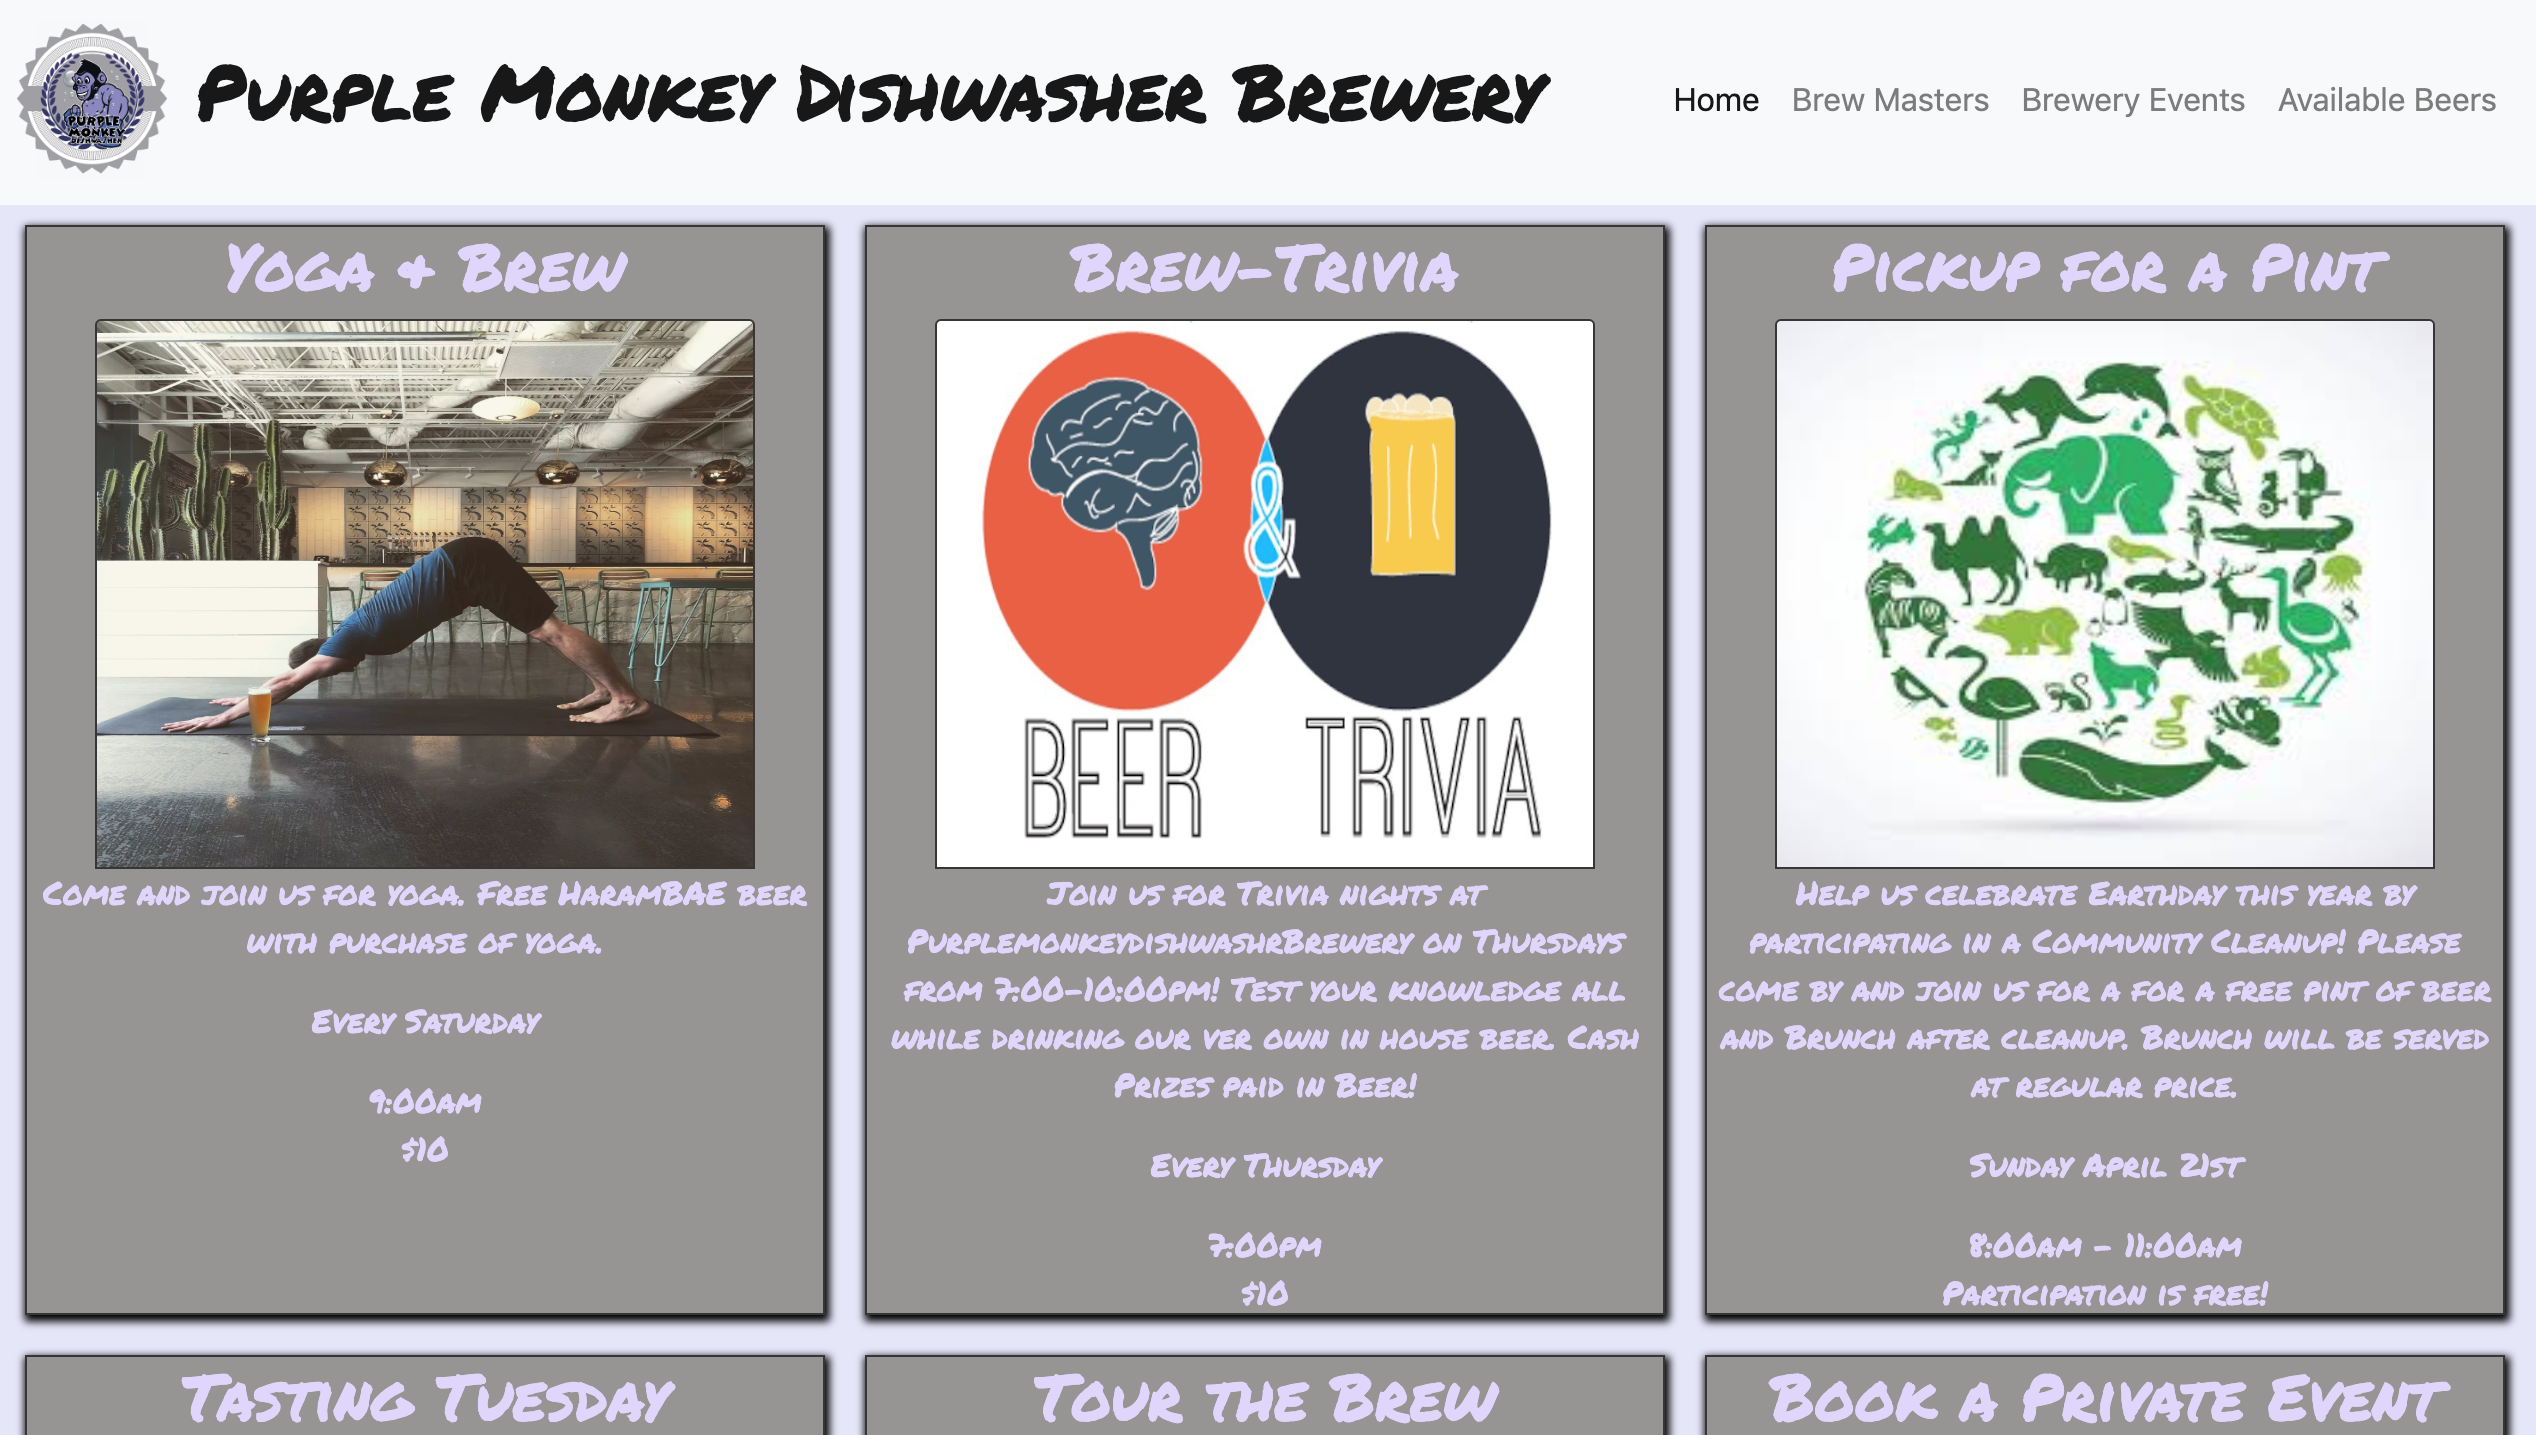 PURPLE
MONKEY
DISHWASHER
Purple Monkey Dishwasher Brewery
Home
Brew Masters
Brewery Events
Available Beers
Yoga & Brew
Come and join us for yoga. Free HaramBAE beer
with purchase of yoga.
Every Saturday
9:00am
$10
Brew-Trivia
&
BEER TRIVIA
Join us for Trivia nights at
PurplemonkeydishwashrBrewery on Thursdays
from 7:00-10:00pm! Test your knowledge all
while drinking our ver own in house beer. Cash
Prizes paid in Beer!
Every Thursday
7:00pm
$10
Pickup for a Pint
Help us celebrate Earthday this year by
participating in a Community Cleanup! Please
come by and join us for a for a free pint of beer
and Brunch after cleanup. Brunch will be served
at regular price.
Sunday April 21st
8:00am - 11:00am
Participation is free!
Tasting Tuesday
Tour the Brew
Book a Private Event